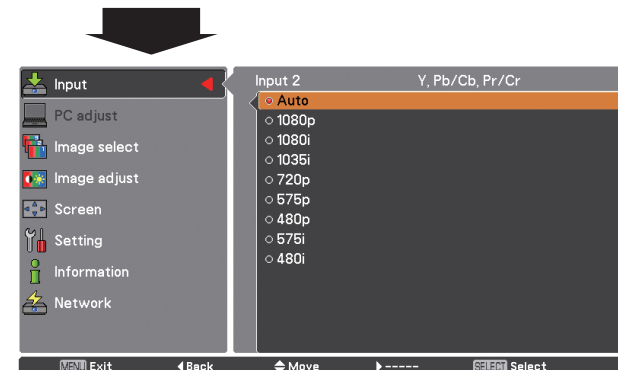 Input
PC adjust
Image select
Image adjust
Screen
Setting
Information
Network
Input 2 Y, Pb/Cb, Pr/Cr
Auto
1080p
1080i
1035i
720p
575p
480p
575i
480i
MENU Exit Back Move ----- SELECT Select